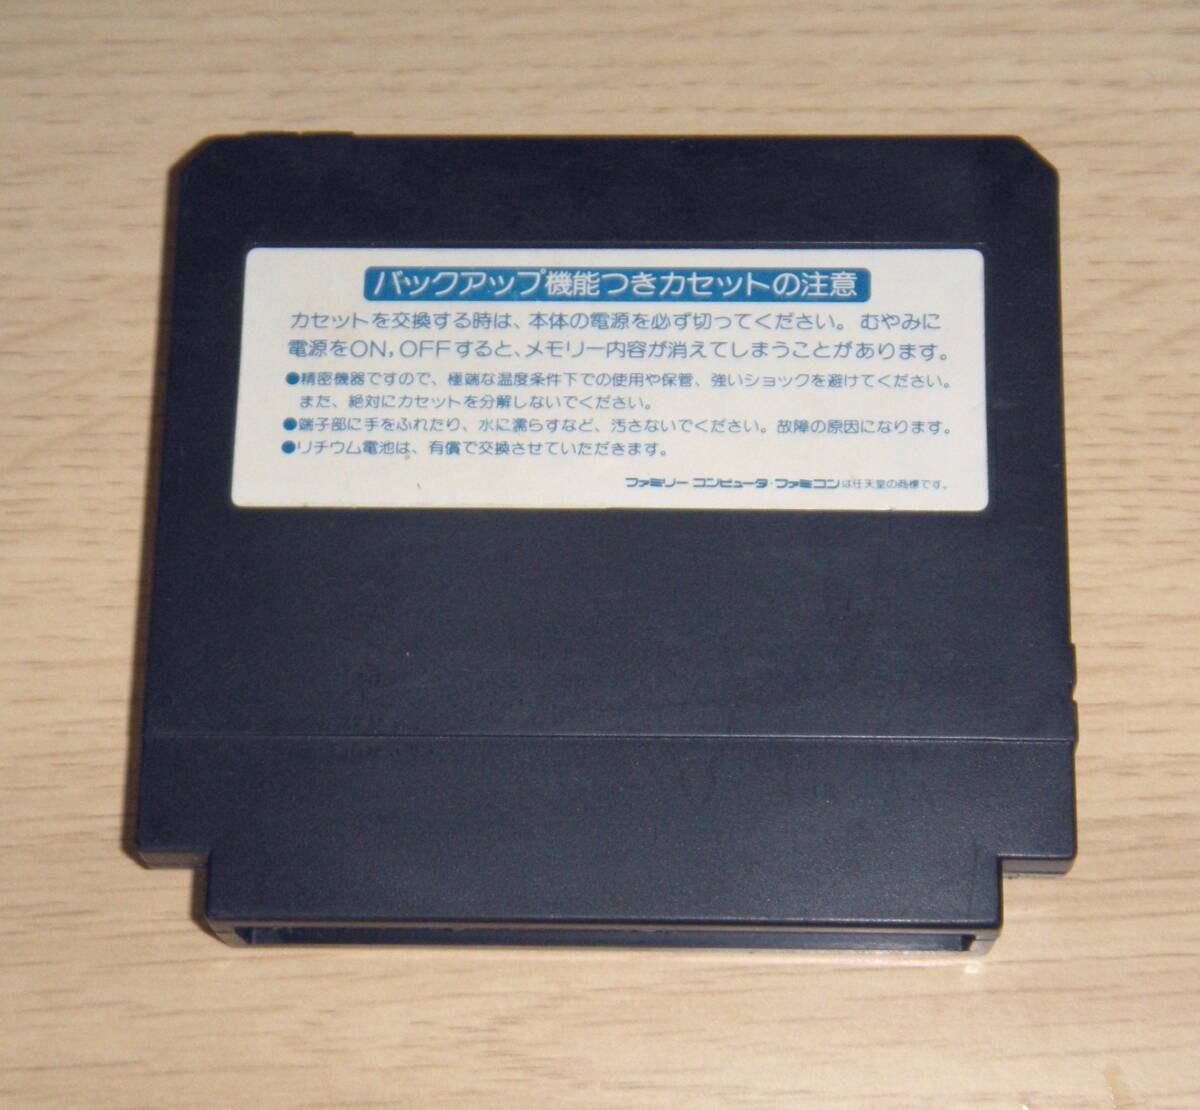 バックアップ機能つきカセットの注意
カセットを交換する時は、本体の電源を必ず切ってください。むやみに
電源をON,OFFすると、メモリー内容が消えてしまうことがあります。
●精密機器ですので、極端な温度条件下での使用や保管、強いショックを避けてください。
また、絶対にカセットを分解しないでください。
●端子部に手をふれたり、水に濡らすなど、汚さないでください。故障の原因になります。
●リチウム電池は、有償で交換させていただきます。
ファミリーコンピュータ・ファミコンは任天堂の商標です。